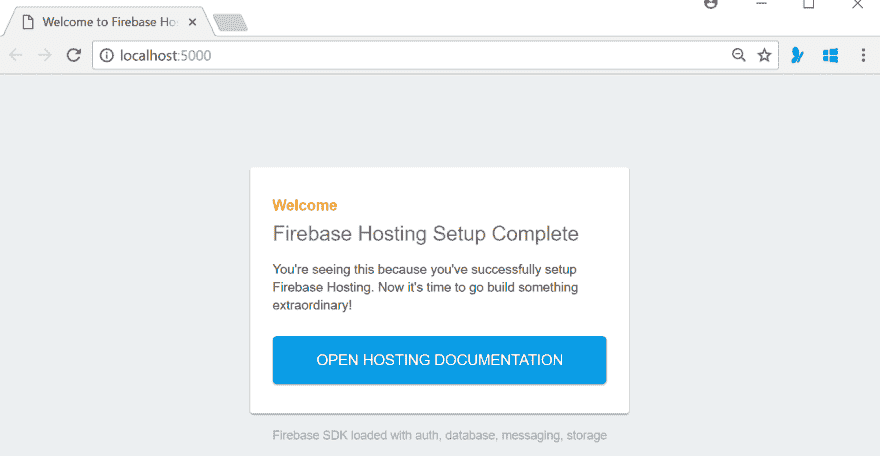 Welcome to Firebase Hos
localhost:5000
Welcome
Firebase Hosting Setup Complete
You're seeing this because you've successfully setup
Firebase Hosting. Now it's time to go build something
extraordinary!
OPEN HOSTING DOCUMENTATION
Firebase SDK loaded with auth, database, messaging, storage